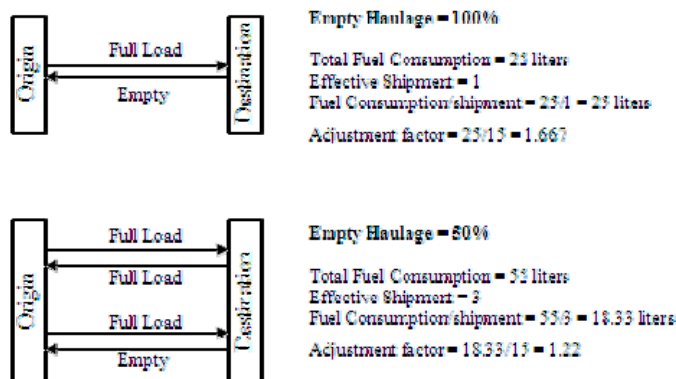 Empty Haulage = 100%
Origin
Full Load
Empty
Destination
Total Fuel Consumption = 25 liters
Effective Shipment = 1
Fuel Consumption/shipment = 25/1 = 25 liters
Adjustment factor = 25/15 = 1.667
Empty Haulage = 50%
Origin
Full Load
Full Load
Full Load
Empty
Destination
Total Fuel Consumption = 55 liters
Effective Shipment = 3
Fuel Consumption/shipment = 55/3 = 18.33 liters
Adjustment factor = 18.33/15 = 1.22